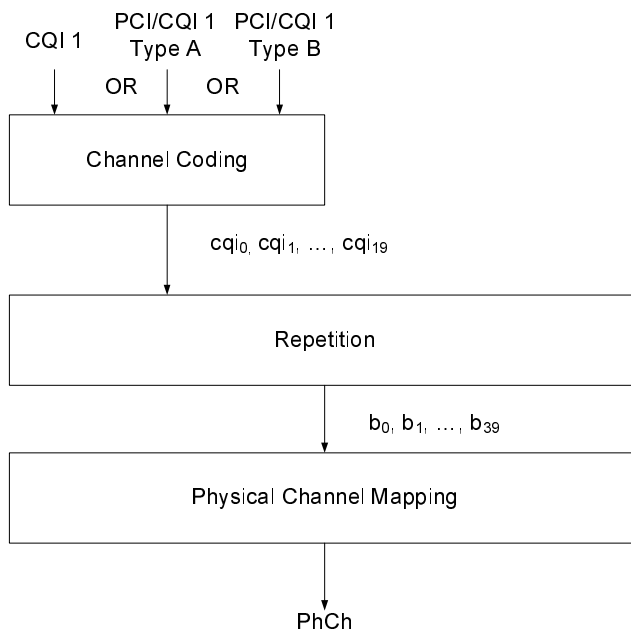 CQI 1
PCI/CQI 1
Type A
PCI/CQI 1
Type B
OR
OR
Channel Coding
cqi0, cqi1, …, cqi19
Repetition
b0, b1, …, b39
Physical Channel Mapping
PhCh